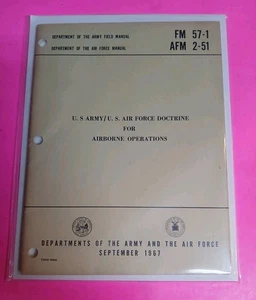 DEPARTMENT OF THE ARMY FIELD MANUAL
FM 57-1
DEPARTMENT OF THE AIR FORCE MANUAL
AFM 2-51
U. S ARMY/U. S. AIR FORCE DOCTRINE
FOR
AIRBORNE OPERATIONS
DEPARTMENTS OF THE ARMY AND THE AIR FORCE
SEPTEMBER 1967